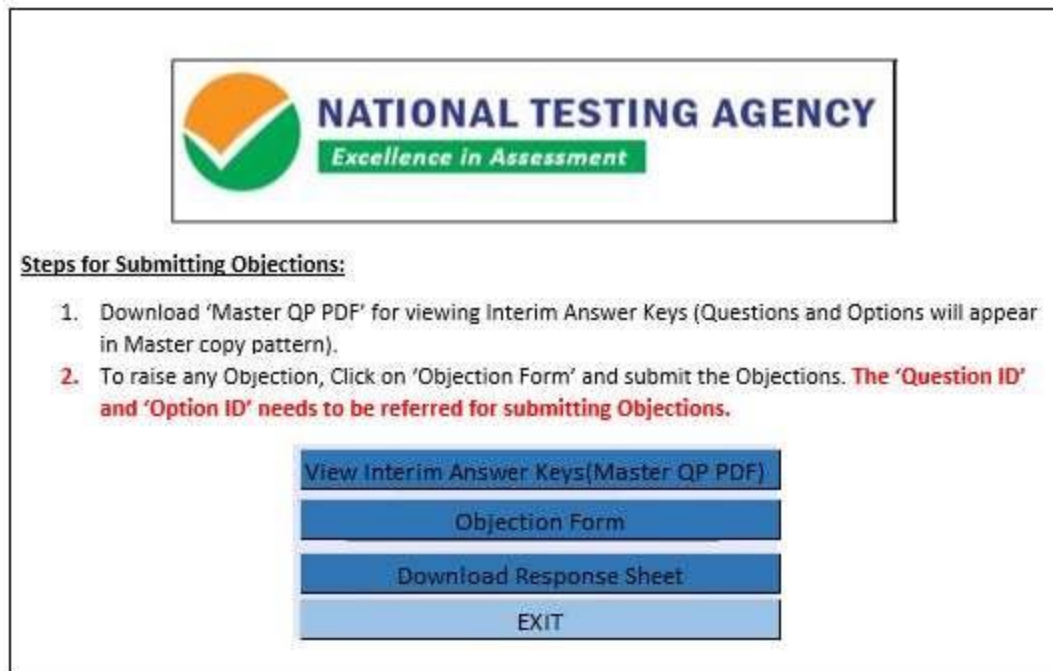 NATIONAL TESTING AGENCY
Excellence in Assessment
Steps for Submitting Objections:
1. Download ‘Master QP PDF’ for viewing Interim Answer Keys (Questions and Options will appear
in Master copy pattern).
2. To raise any Objection, Click on ‘Objection Form’ and submit the Objections. The ‘Question ID’
and ‘Option ID’ needs to be referred for submitting Objections.
View Interim Answer Keys(Master QP PDF)
Objection Form
Download Response Sheet
EXIT